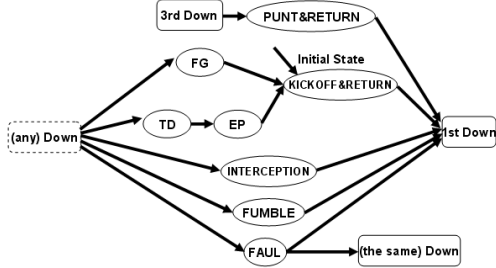 3rd Down
PUNT&RETURN
Initial State
FG
KICKOFF&RETURN
TD
EP
(any) Down
1st Down
INTERCEPTION
FUMBLE
FAUL
(the same) Down